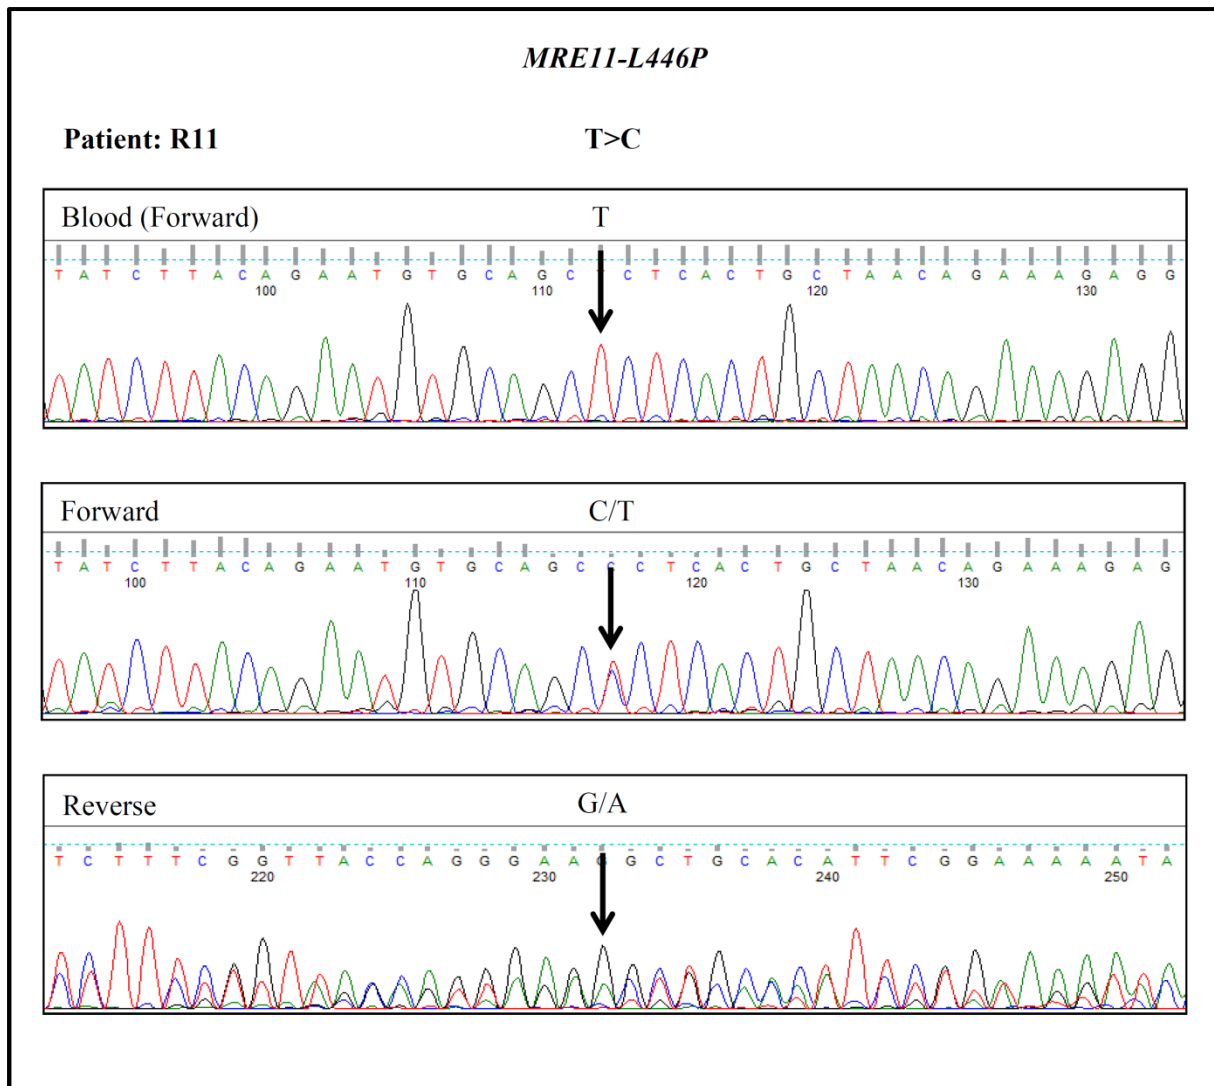 MRE11-L446P
Patient: R11 T>C
Blood (Forward) T
T A T C T T A C A G A A T G T G C A G C T C T C A C T G C T A A C A G A A A G A G G
100 110 120 130
Forward C/T
T A T C T T A C A G A A T G T G C A G C C C T C A C T G C T A A C A G A A A G A G
100 110 120 130
Reverse G/A
T C T T T C G G T T A C C A G G G A A G G C T G C A C A T T C G G A A A A A T A
220 230 240 250